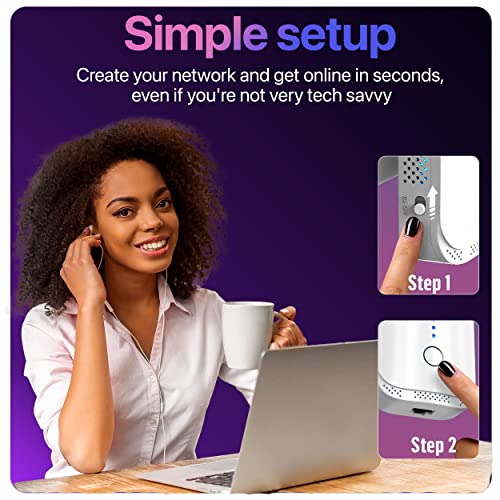 Simple setup
Create your network and get online in seconds,
even if you're not very tech savvy
Step 1
Step 2